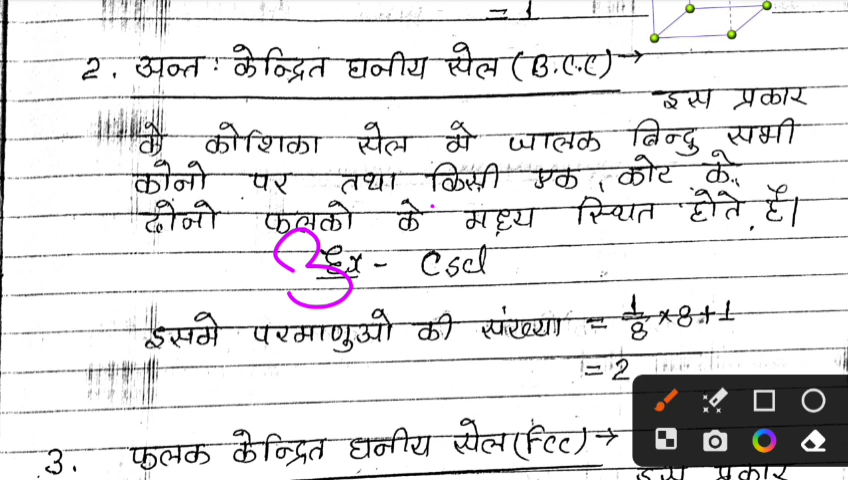 = 1
2. अन्त: केन्द्रित घनीय सेल (B.C.C) →
इस प्रकार
के कोशिका सेल मे जालक बिन्दु सभी
कोनो पर तथा किसी एक कोर के
दोनो फलको के मध्य स्थित होते है।
Ex - Cscl
इसमे परमाणुओ की संख्या = 1/8 × 8 + 1
= 2
3. फलक केन्द्रित घनीय सेल (Fcc) →
इस प्रकार